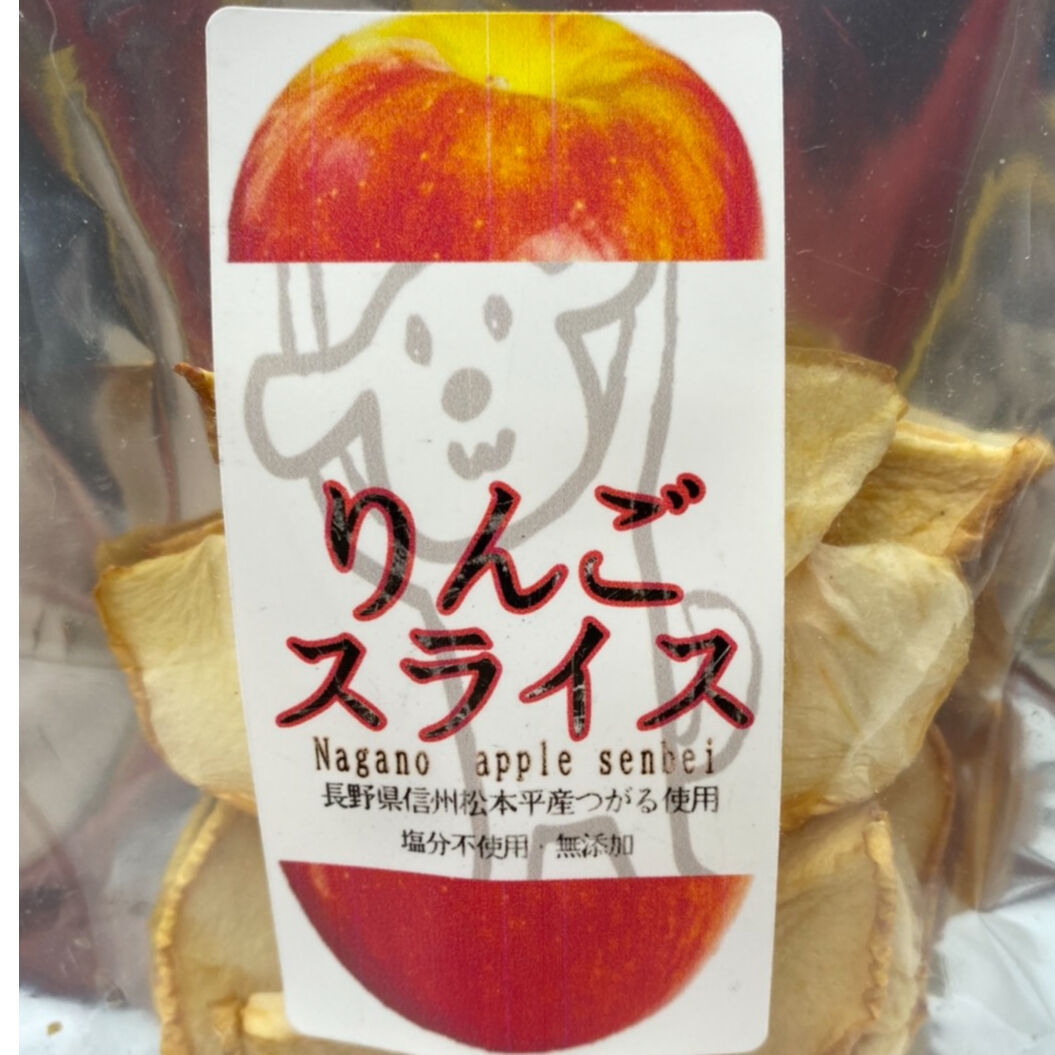 りんご
スライス
Nagano apple senbei
長野県信州松本平産つがる使用
塩分不使用・無添加